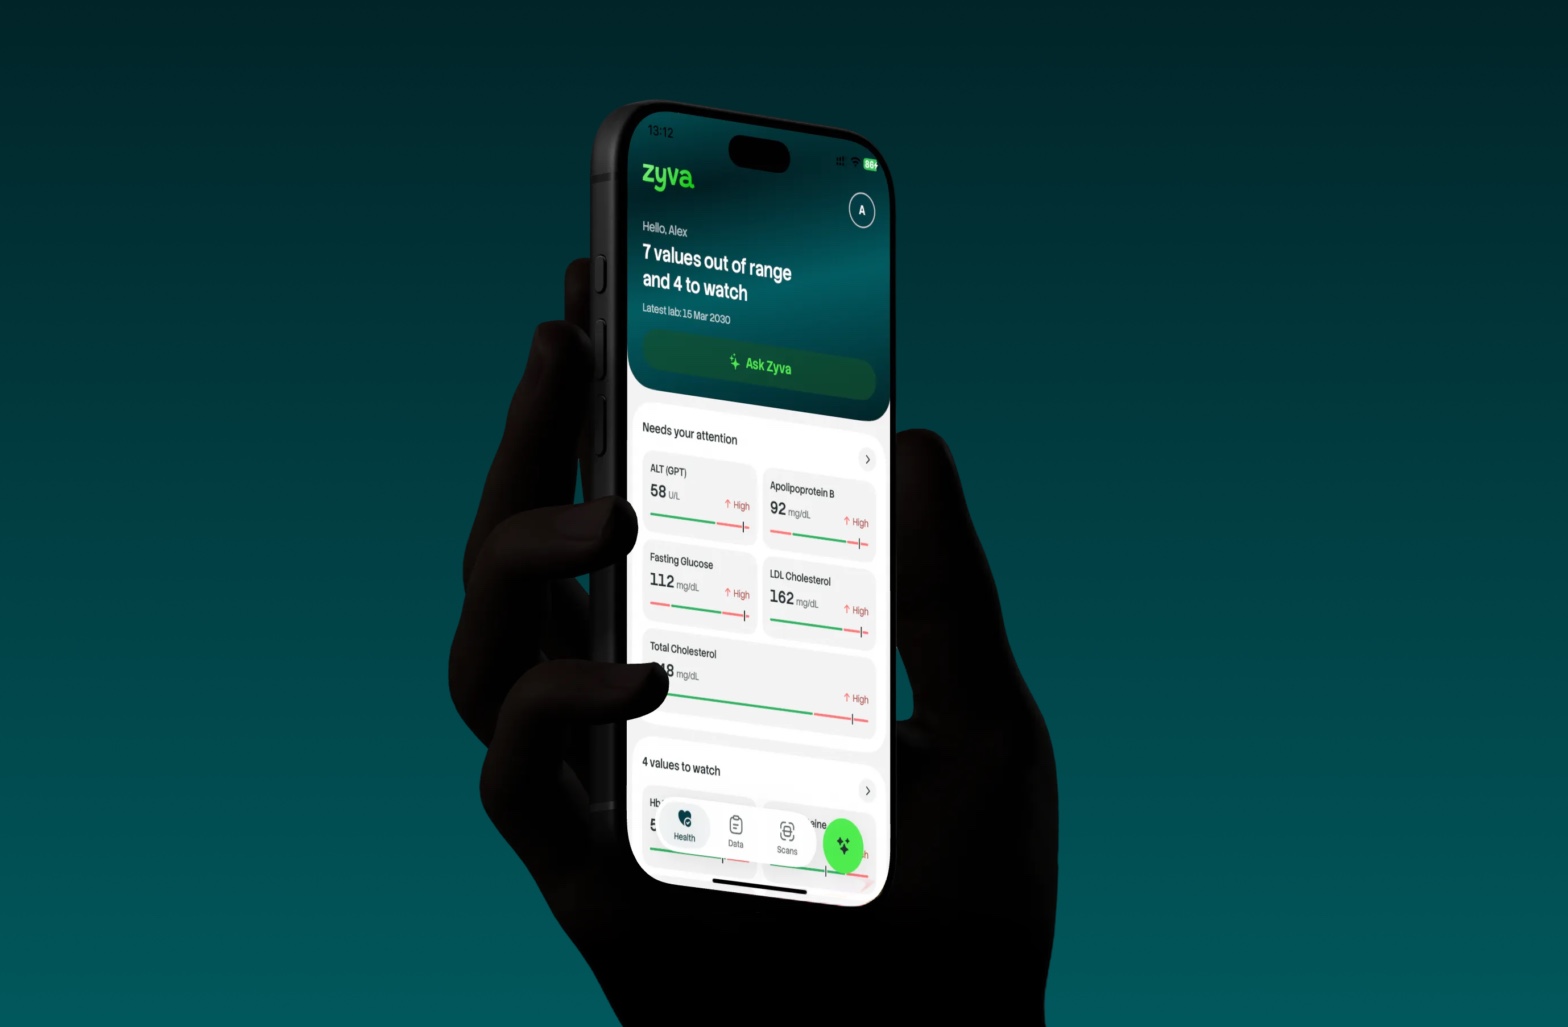 13:12
86
zyva
A
Hello, Alex
7 values out of range
and 4 to watch
Latest lab: 15 Mar 2030
Ask Zyva
Needs your attention
ALT (GPT)
58 U/L
↑ High
Apolipoprotein B
92 mg/dL
↑ High
Fasting Glucose
112 mg/dL
↑ High
LDL Cholesterol
162 mg/dL
↑ High
Total Cholesterol
mg/dL
↑ High
4 values to watch
Health
Data
Scans